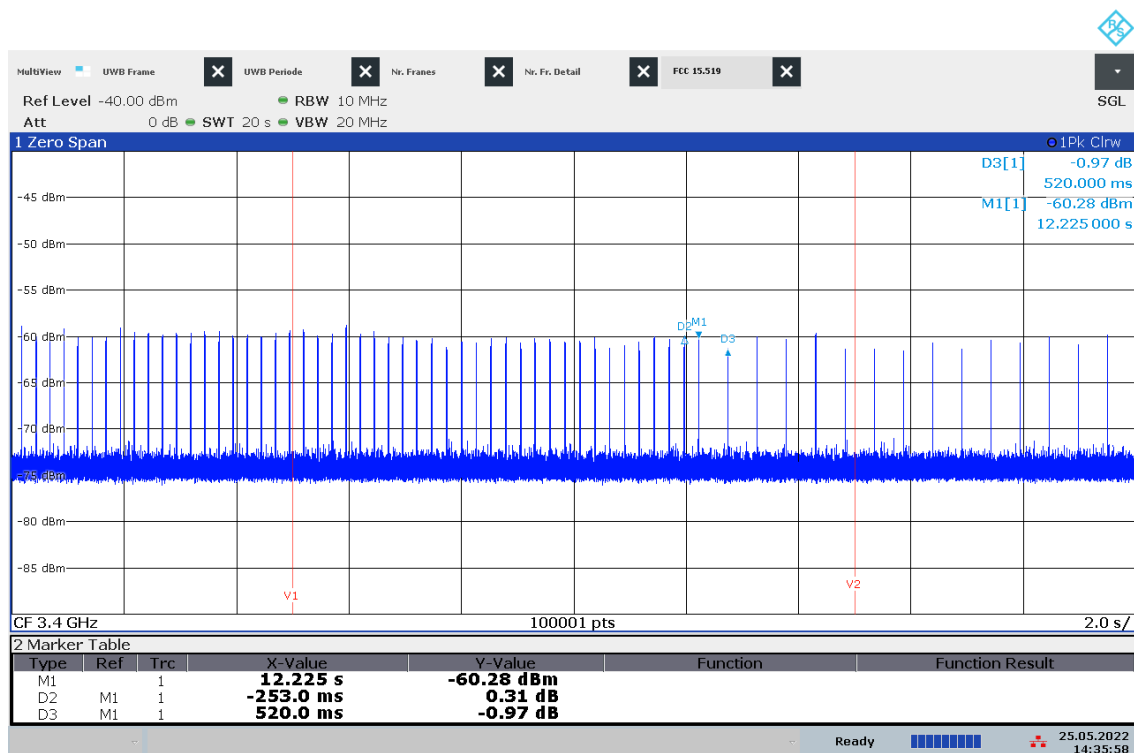 R S
MultiView UWB Frame UWB Periode Nr. Franes Nr. Fr. Detail FCC 15.519
Ref Level -40.00 dBm RBW 10 MHz SGL
Att 0 dB SWT 20 s VBW 20 MHz
1 Zero Span 1Pk Clrw
D3[1] -0.97 dB
520.000 ms
-45 dBm
M1[1] -60.28 dBm
12.225 000 s
-50 dBm
-55 dBm
D2 M1
-60 dBm D3
-65 dBm
-70 dBm
-75 dBm
-80 dBm
-85 dBm
V1 V2
CF 3.4 GHz 100001 pts 2.0 s/
2 Marker Table
Type Ref Trc X-Value Y-Value Function Function Result
M1 1 12.225 s -60.28 dBm
D2 M1 1 -253.0 ms 0.31 dB
D3 M1 1 520.0 ms -0.97 dB
Ready 25.05.2022
14:35:58